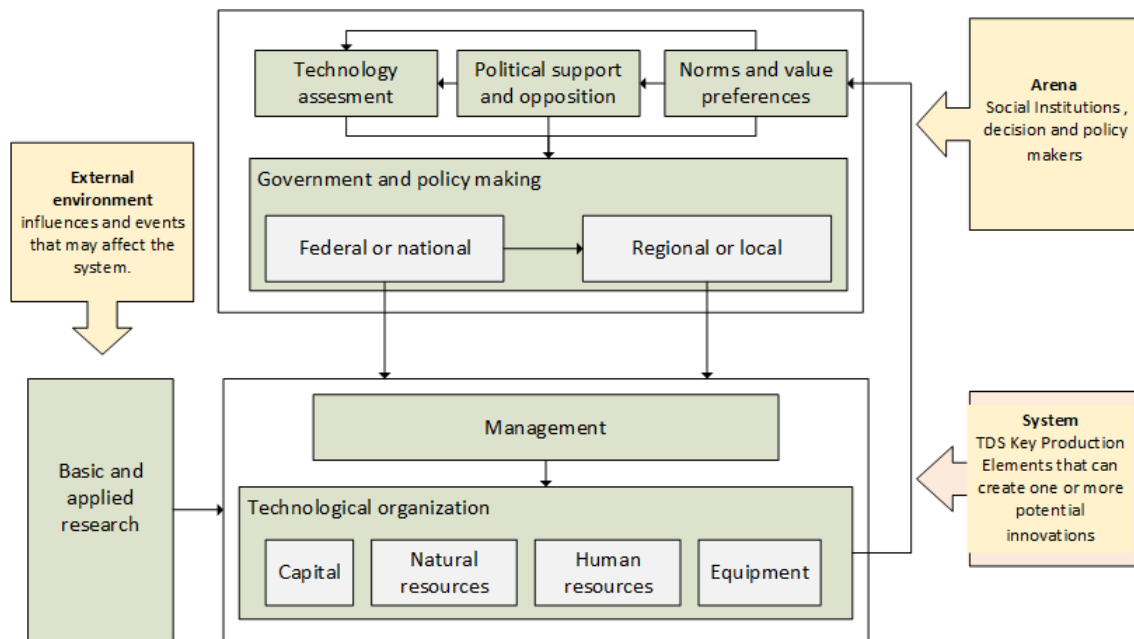 Technology
assesment
Political support
and opposition
Norms and value
preferences
Arena
Social Institutions ,
decision and policy
makers
External
environment
influences and events
that may affect the
system.
Government and policy making
Federal or national
Regional or local
Basic and
applied
research
Management
Technological organization
Capital
Natural
resources
Human
resources
Equipment
System
TDS Key Production
Elements that can
create one or more
potential
innovations